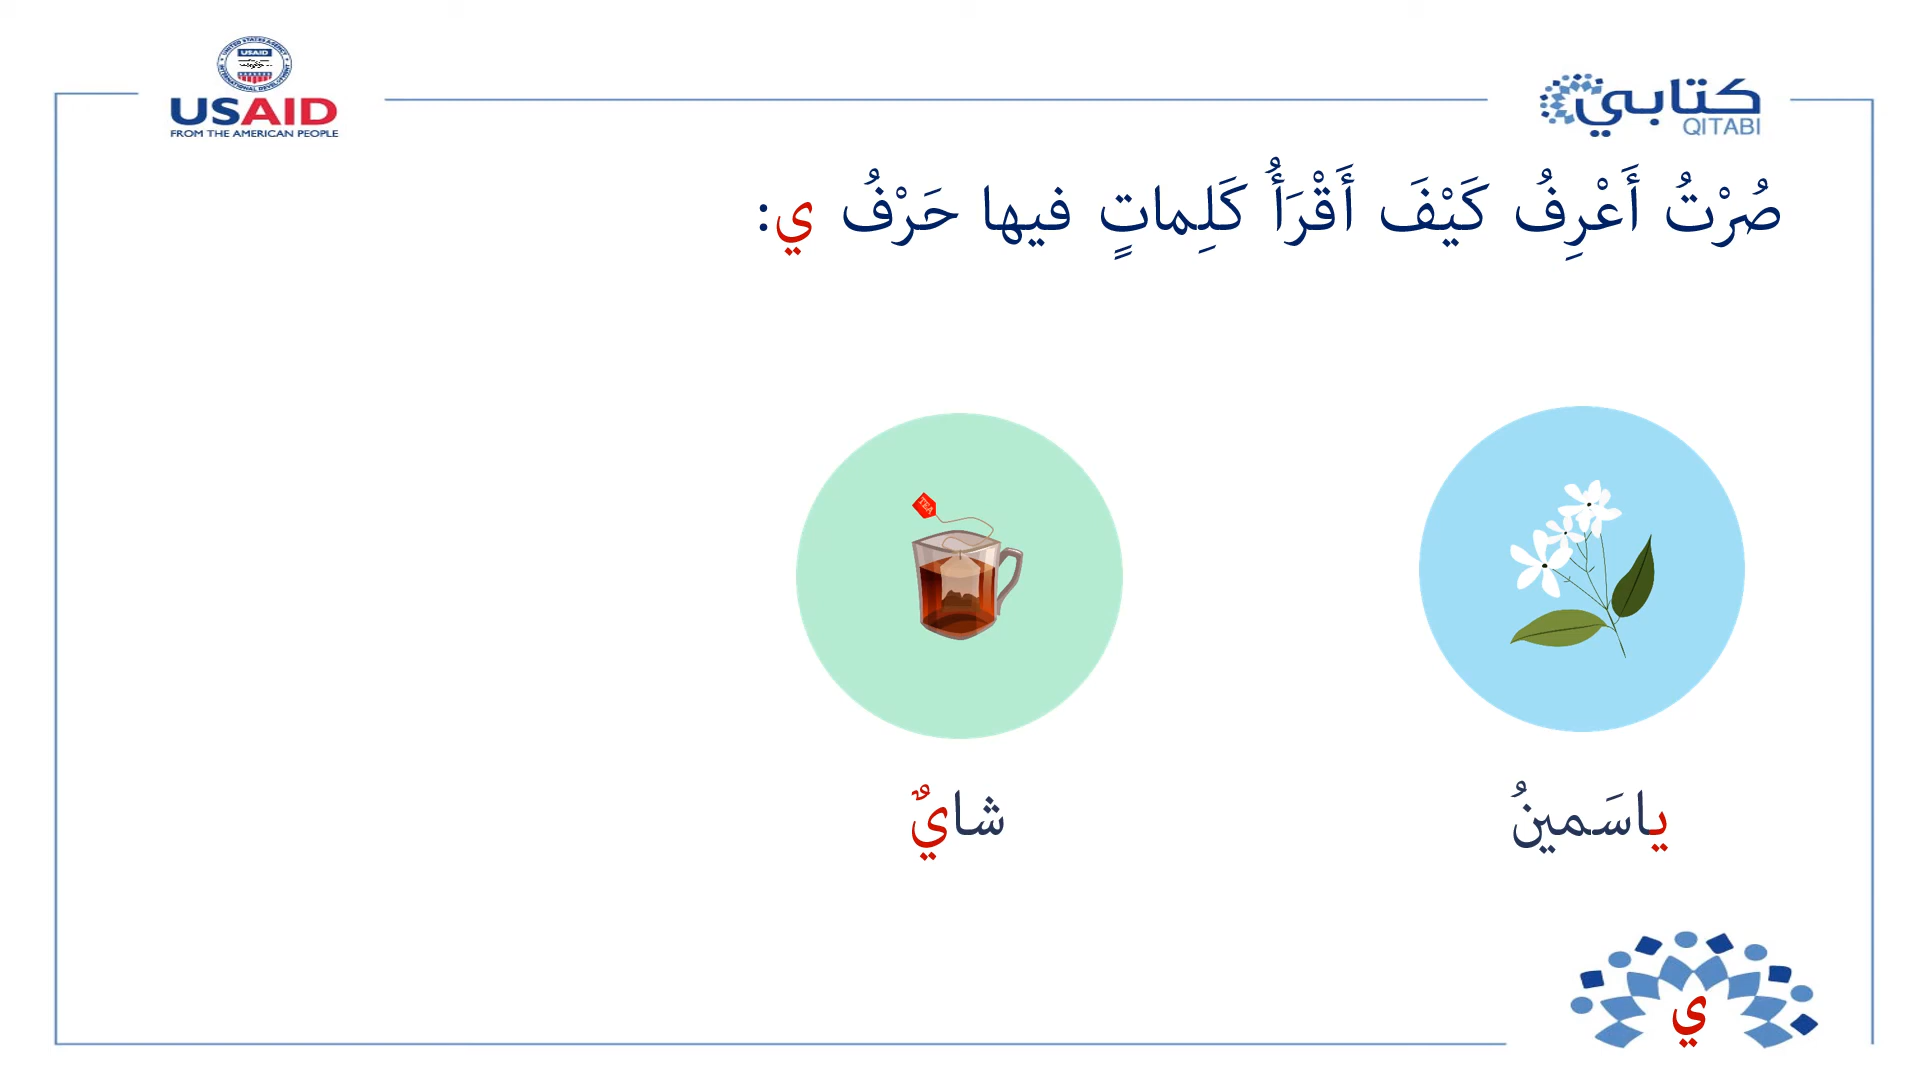 USAID
FROM THE AMERICAN PEOPLE
كتابي
QITABI
صُرْتُ أَعْرِفُ كَيْفَ أَقْرَأُ كَلِماتٍ فيها حَرْفُ ي:
TEA
ياسَمينُ
شايٌ
ي